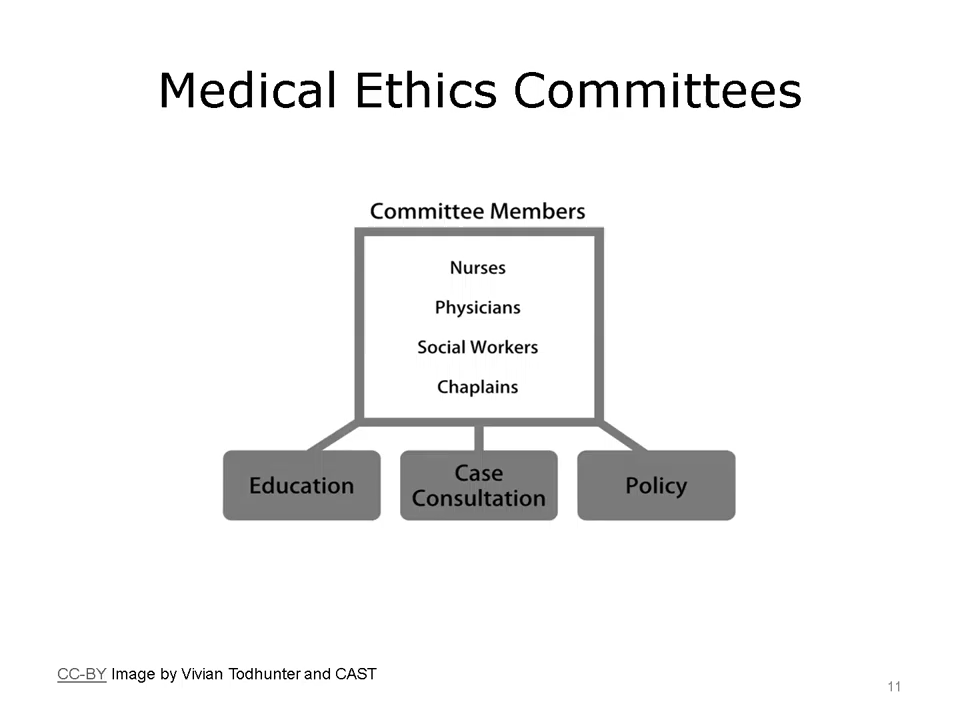 Medical Ethics Committees
Committee Members
Nurses
Physicians
Social Workers
Chaplains
Education
Case
Consultation
Policy
CC-BY Image by Vivian Todhunter and CAST
11